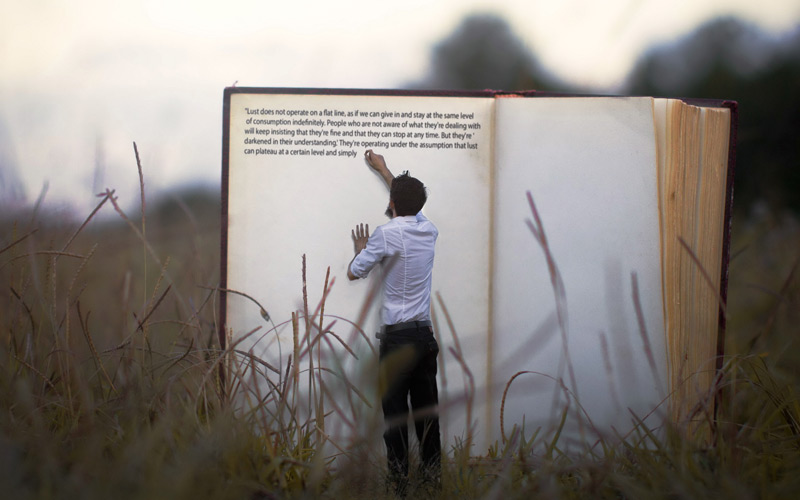 "Lust does not operate on a flat line, as if we can give in and stay at the same level
of consumption indefinitely. People who are not aware of what they're dealing with
will keep insisting that they're fine and that they can stop at any time. But they're '
darkened in their understanding.' They're operating under the assumption that lust
can plateau at a certain level and simply